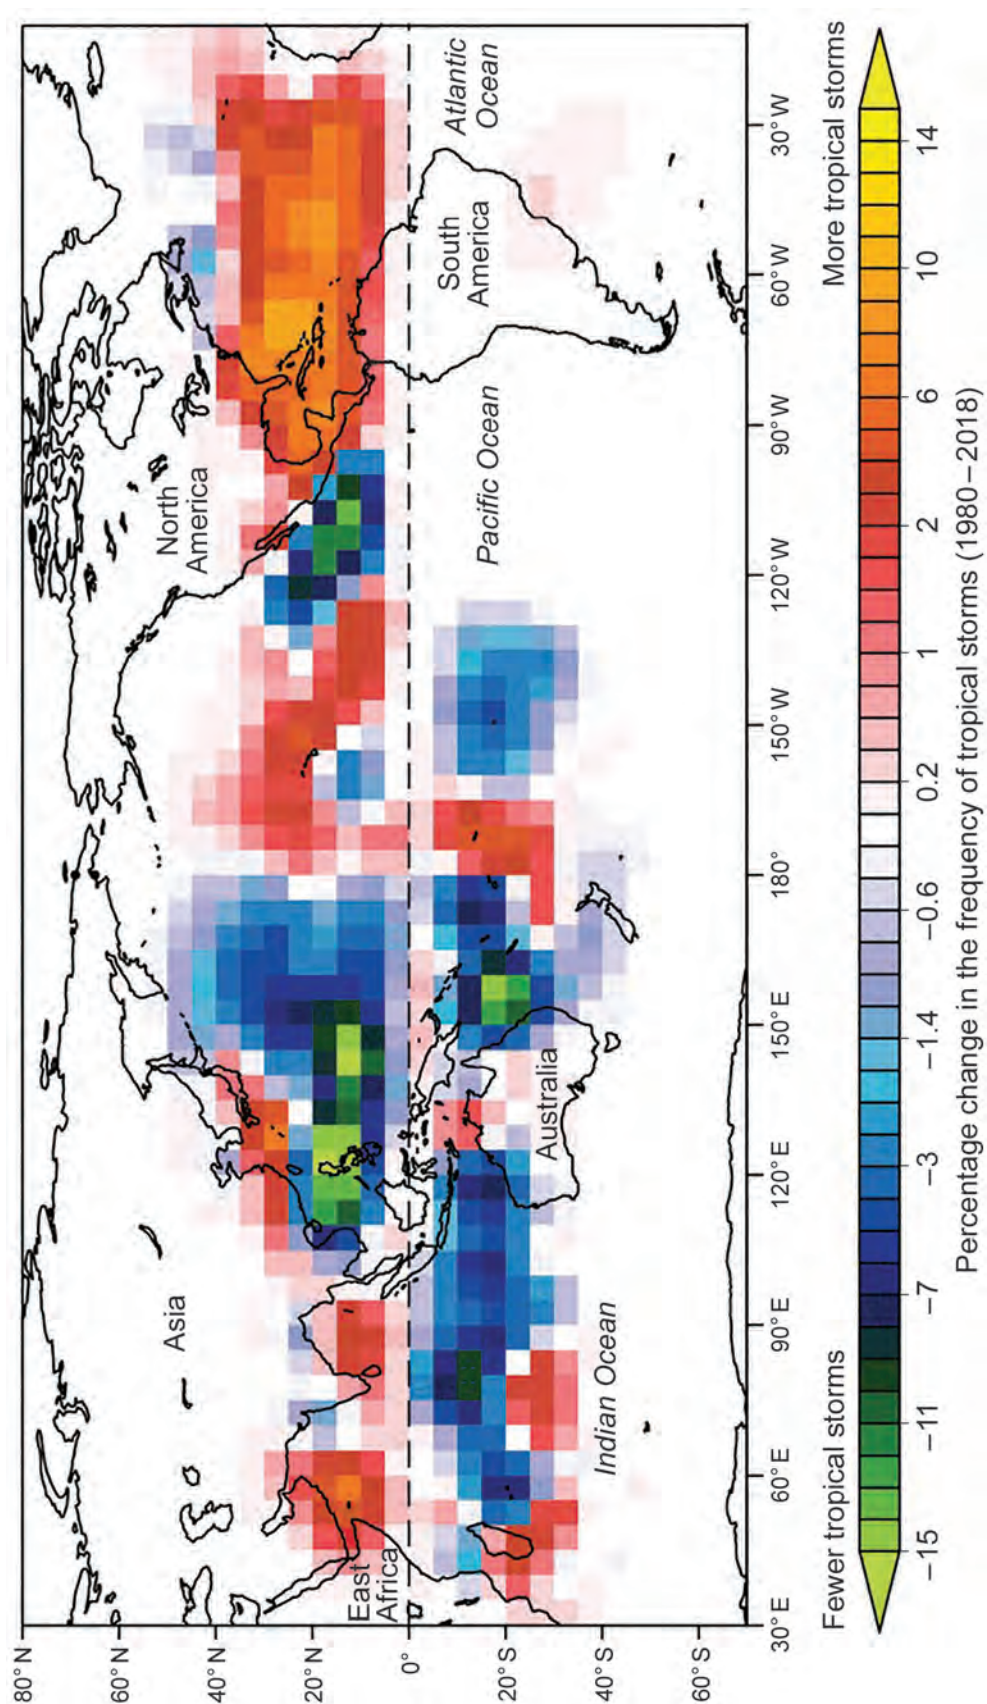 80° N
60° N
40° N
20° N
0°
20° S
40° S
60° S
Asia
North
America
Atlantic
Ocean
East
Africa
Indian Ocean
Australia
Pacific Ocean
South
America
30° E
60° E
90° E
120° E
150° E
180°
150° W
120° W
90° W
60° W
30° W
Fewer tropical storms
More tropical storms
−15
−11
−7
−3
−1.4
−0.6
0.2
1
2
6
10
14
Percentage change in the frequency of tropical storms (1980–2018)